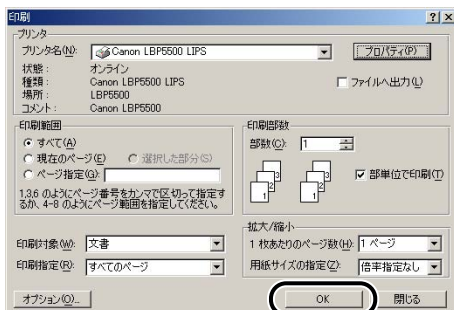 印刷
プリンタ
プリンタ名(N): Canon LBP5500 LIPS プロパティ(P)
状態: オンライン
種類: Canon LBP5500 LIPS ファイルへ出力(L)
場所: LBP5500
コメント: Canon LBP5500
印刷範囲
すべて(A)
現在のページ(E) 選択した部分(S)
ページ指定(G):
1,3,6 のようにページ番号をカンマで区切って指定す
るか、4-8 のようにページ範囲を指定してください。
印刷部数
部数(C): 1
1 2 3 1 2 3
部単位で印刷(T)
印刷対象(W): 文書
印刷指定(R): すべてのページ
拡大/縮小
1 枚あたりのページ数(H): 1 ページ
用紙サイズの指定(Z): 倍率指定なし
オプション(O)... OK 閉じる